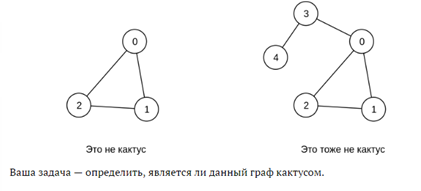 3
0 0
4
2 1 2 1
Это не кактус Это тоже не кактус
Ваша задача — определить, является ли данный граф кактусом.